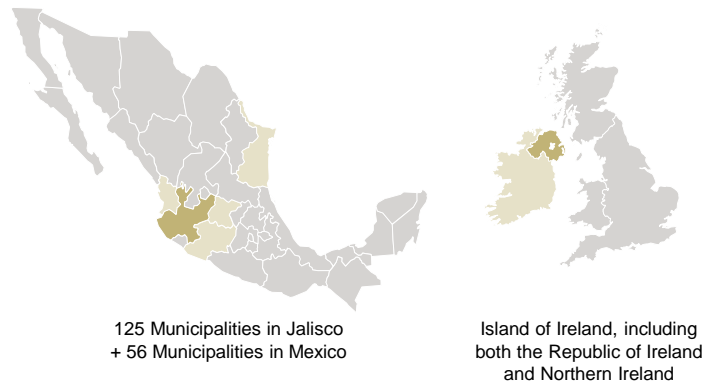 125 Municipalities in Jalisco
+ 56 Municipalities in Mexico
Island of Ireland, including
both the Republic of Ireland
and Northern Ireland